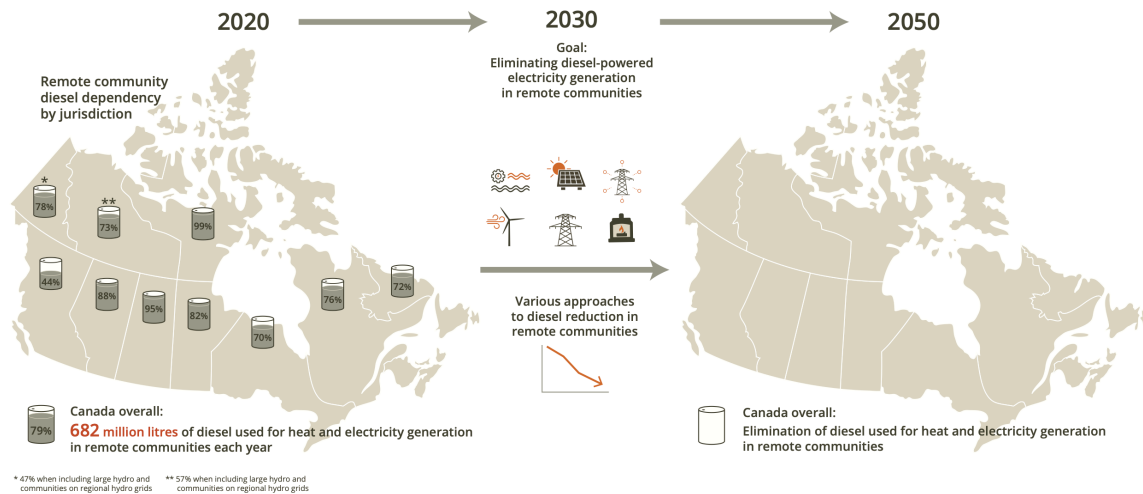 2020
2030
2050
Goal:
Eliminating diesel-powered
electricity generation
in remote communities
Remote community
diesel dependency
by jurisdiction
*
78%
**
73%
99%
44%
88%
95%
82%
70%
76%
72%
Various approaches
to diesel reduction in
remote communities
79%
Canada overall:
682 million litres of diesel used for heat and electricity generation
in remote communities each year
Canada overall:
Elimination of diesel used for heat and electricity generation
in remote communities
* 47% when including large hydro and
communities on regional hydro grids
** 57% when including large hydro and
communities on regional hydro grids